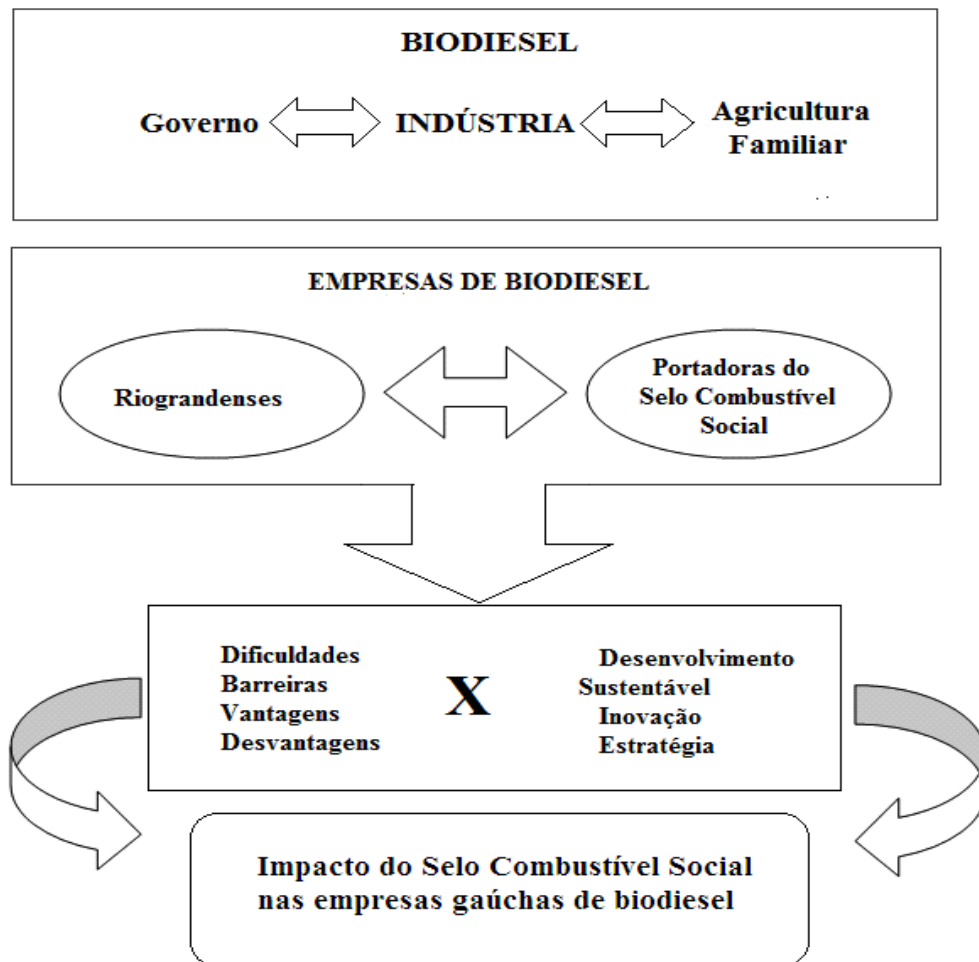 BIODIESEL
Governo
INDÚSTRIA
Agricultura
Familiar
EMPRESAS DE BIODIESEL
Riograndenses
Portadoras do
Selo Combustível
Social
Dificuldades
Barreiras
Vantagens
Desvantagens
X
Desenvolvimento
Sustentável
Inovação
Estratégia
Impacto do Selo Combustível Social
nas empresas gaúchas de biodiesel